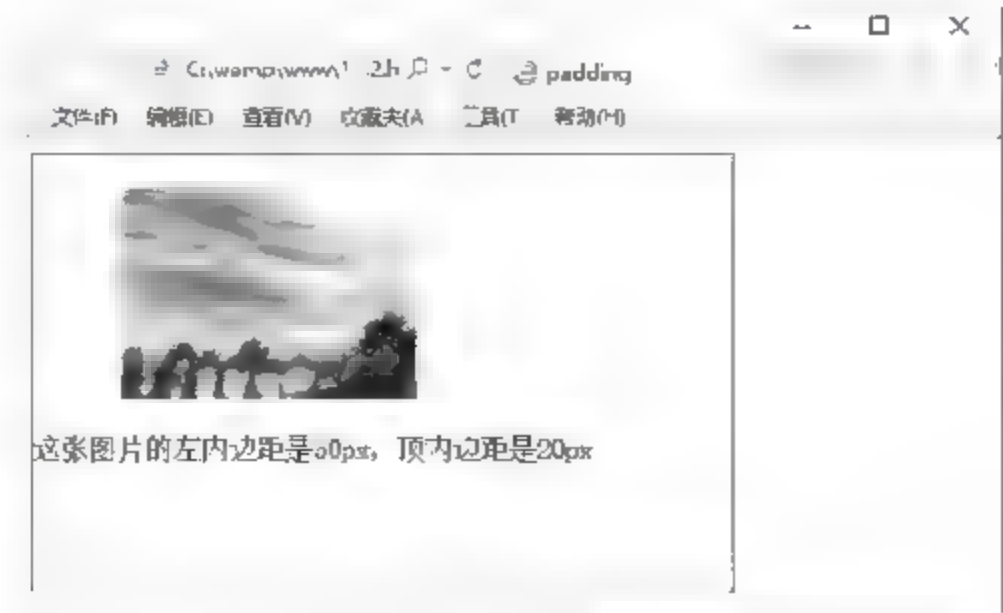 padding
文件(F) 编辑(E) 查看(V) 收藏夹(A 工具(T 帮助(H)
这张图片的左内边距是 顶内边距是20px